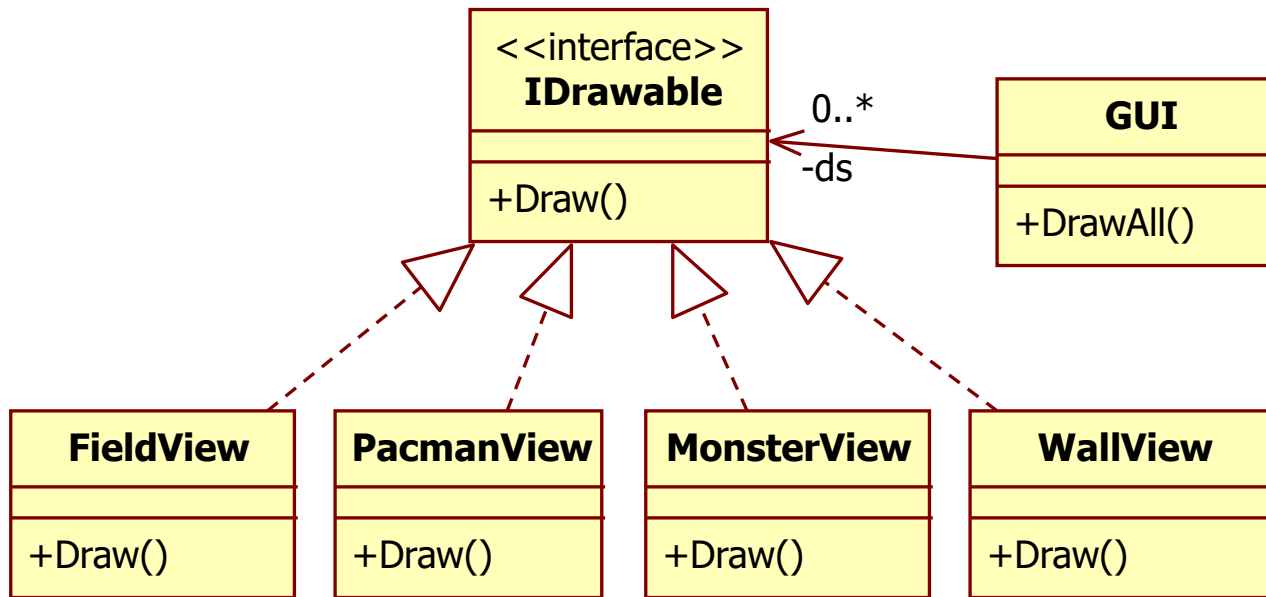 <<interface>>
IDrawable
+Draw()
0..*
-ds
GUI
+DrawAll()
FieldView
+Draw()
PacmanView
+Draw()
MonsterView
+Draw()
WallView
+Draw()